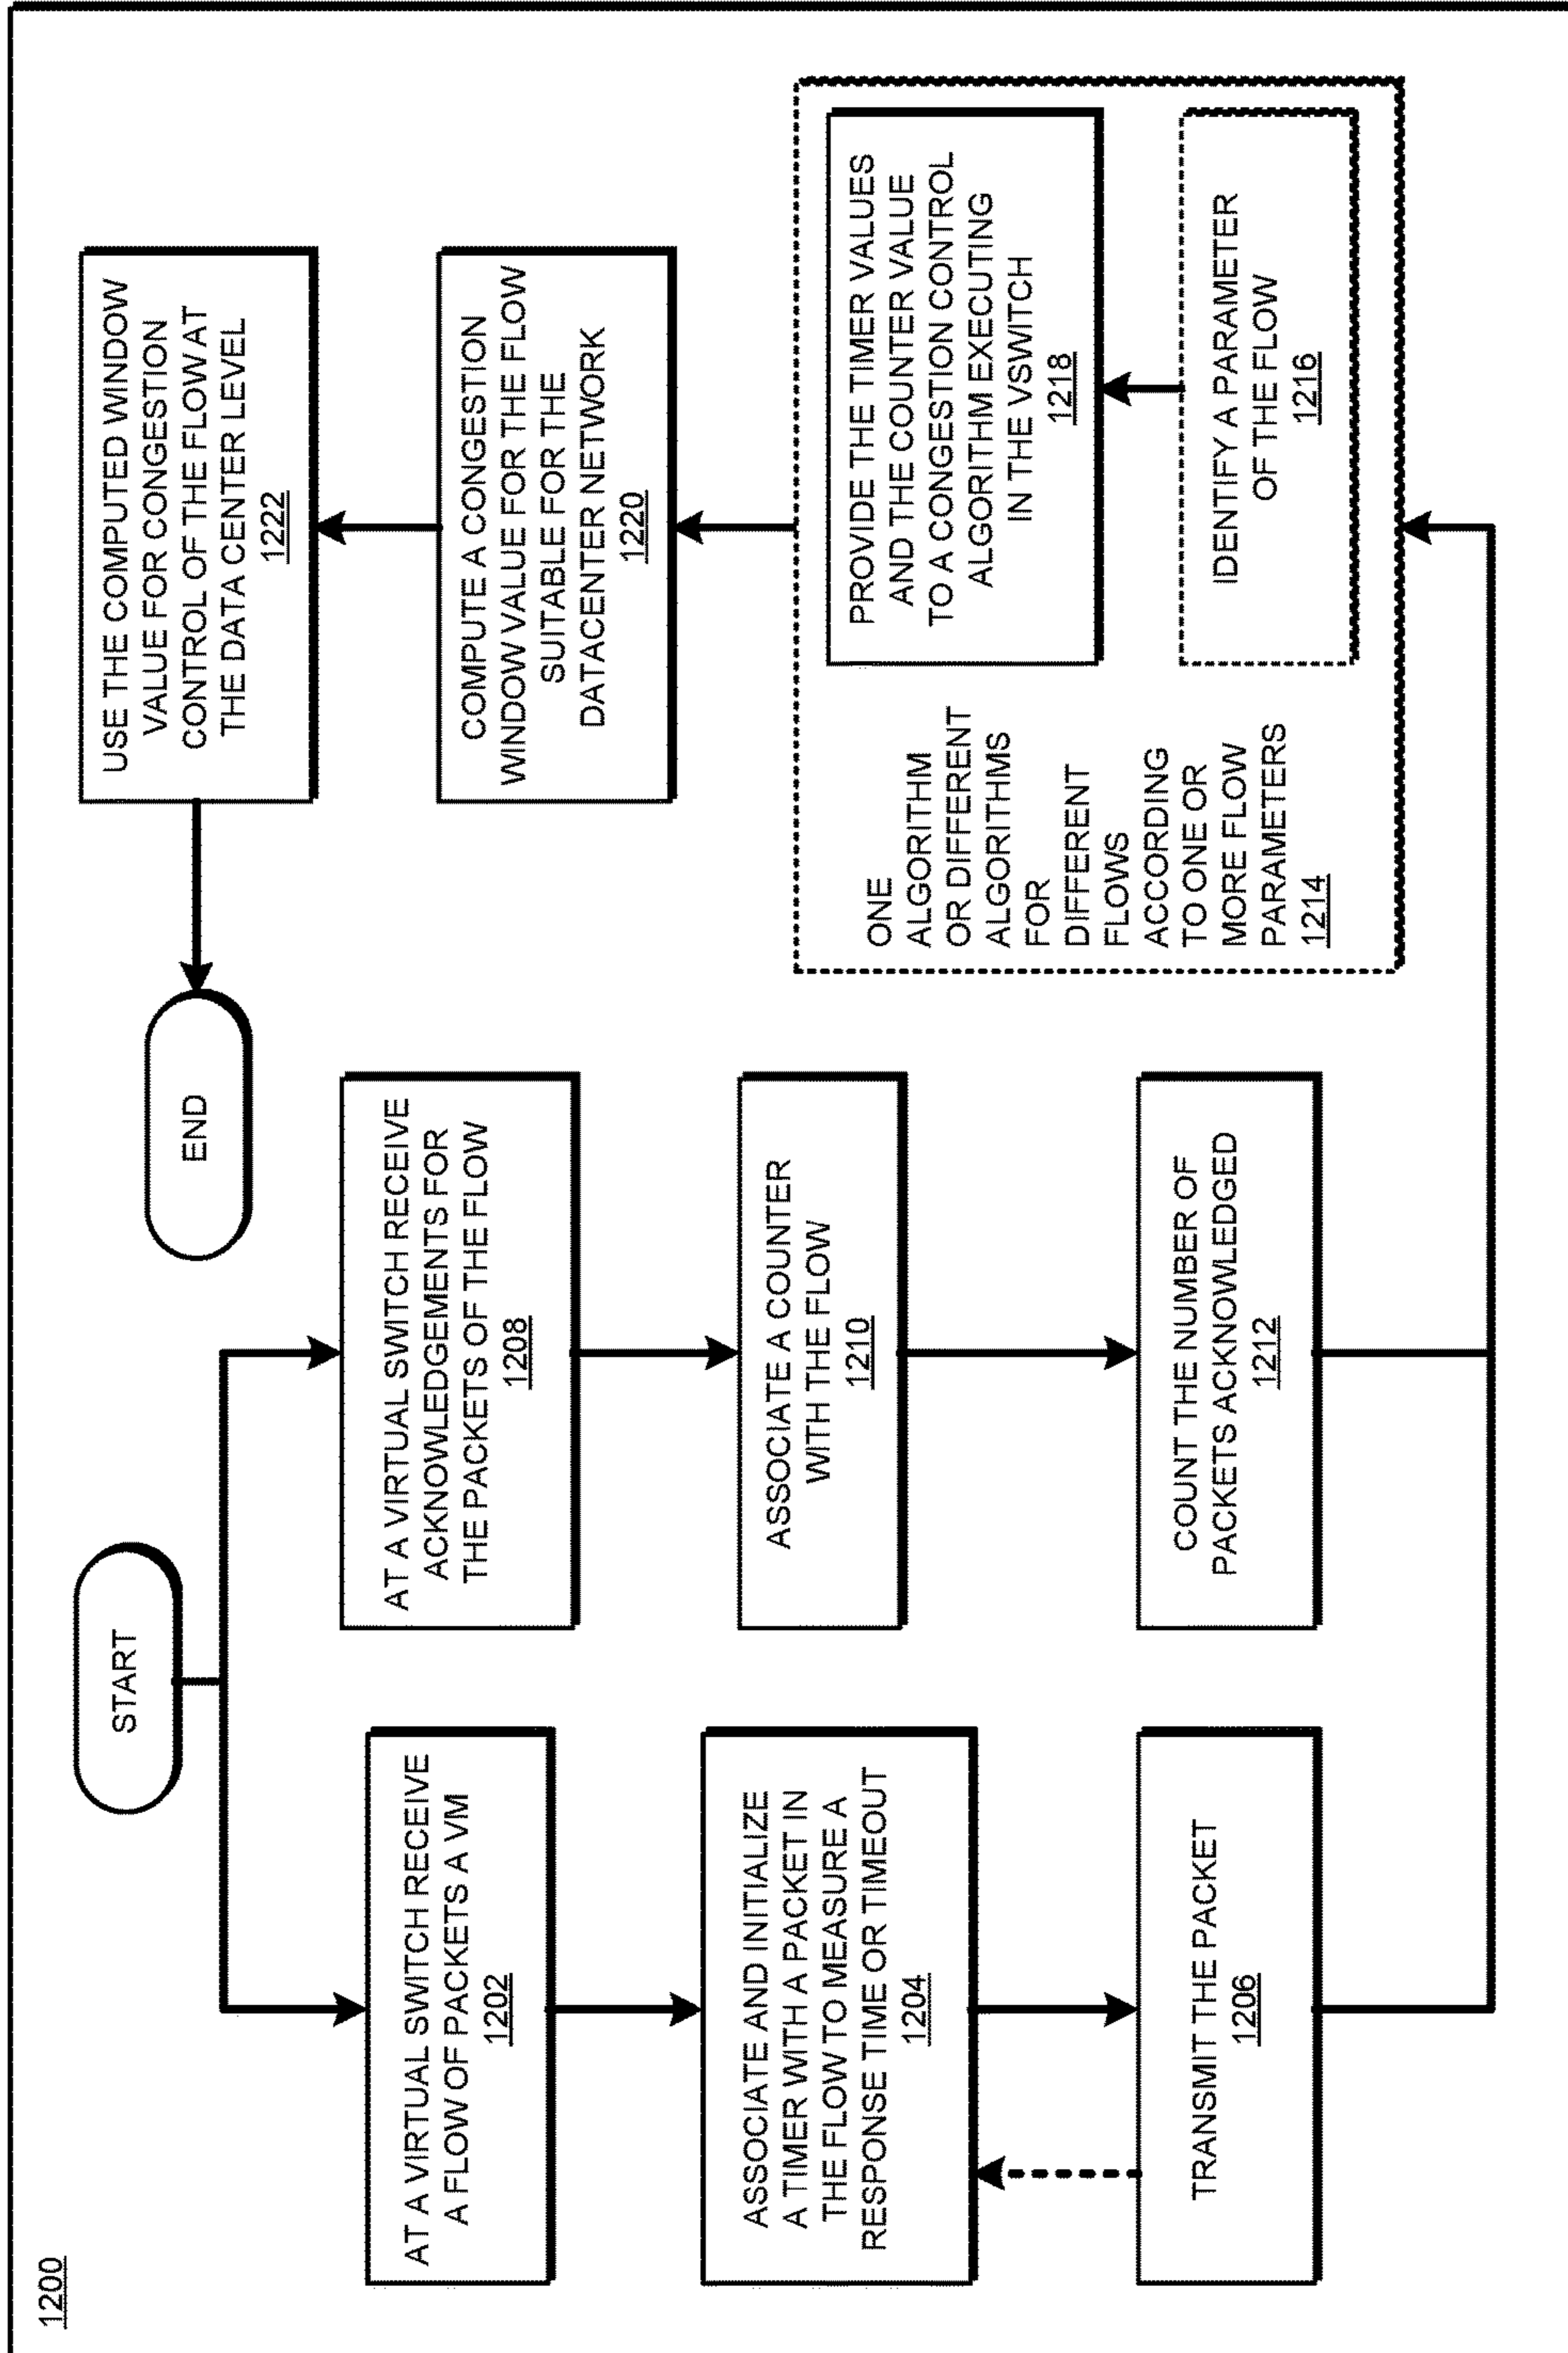 1200
START
AT A VIRTUAL SWITCH RECEIVE
A FLOW OF PACKETS A VM
1202
ASSOCIATE AND INITIALIZE
A TIMER WITH A PACKET IN
THE FLOW TO MEASURE A
RESPONSE TIME OR TIMEOUT
1204
TRANSMIT THE PACKET
1206
AT A VIRTUAL SWITCH RECEIVE
ACKNOWLEDGEMENTS FOR
THE PACKETS OF THE FLOW
1208
ASSOCIATE A COUNTER
WITH THE FLOW
1210
COUNT THE NUMBER OF
PACKETS ACKNOWLEDGED
1212
ONE
ALGORITHM
OR DIFFERENT
ALGORITHMS
FOR
DIFFERENT
FLOWS
ACCORDING
TO ONE OR
MORE FLOW
PARAMETERS
1214
IDENTIFY A PARAMETER
OF THE FLOW
1216
PROVIDE THE TIMER VALUES
AND THE COUNTER VALUE
TO A CONGESTION CONTROL
ALGORITHM EXECUTING
IN THE VSWITCH
1218
COMPUTE A CONGESTION
WINDOW VALUE FOR THE FLOW
SUITABLE FOR THE
DATACENTER NETWORK
1220
USE THE COMPUTED WINDOW
VALUE FOR CONGESTION
CONTROL OF THE FLOW AT
THE DATA CENTER LEVEL
1222
END